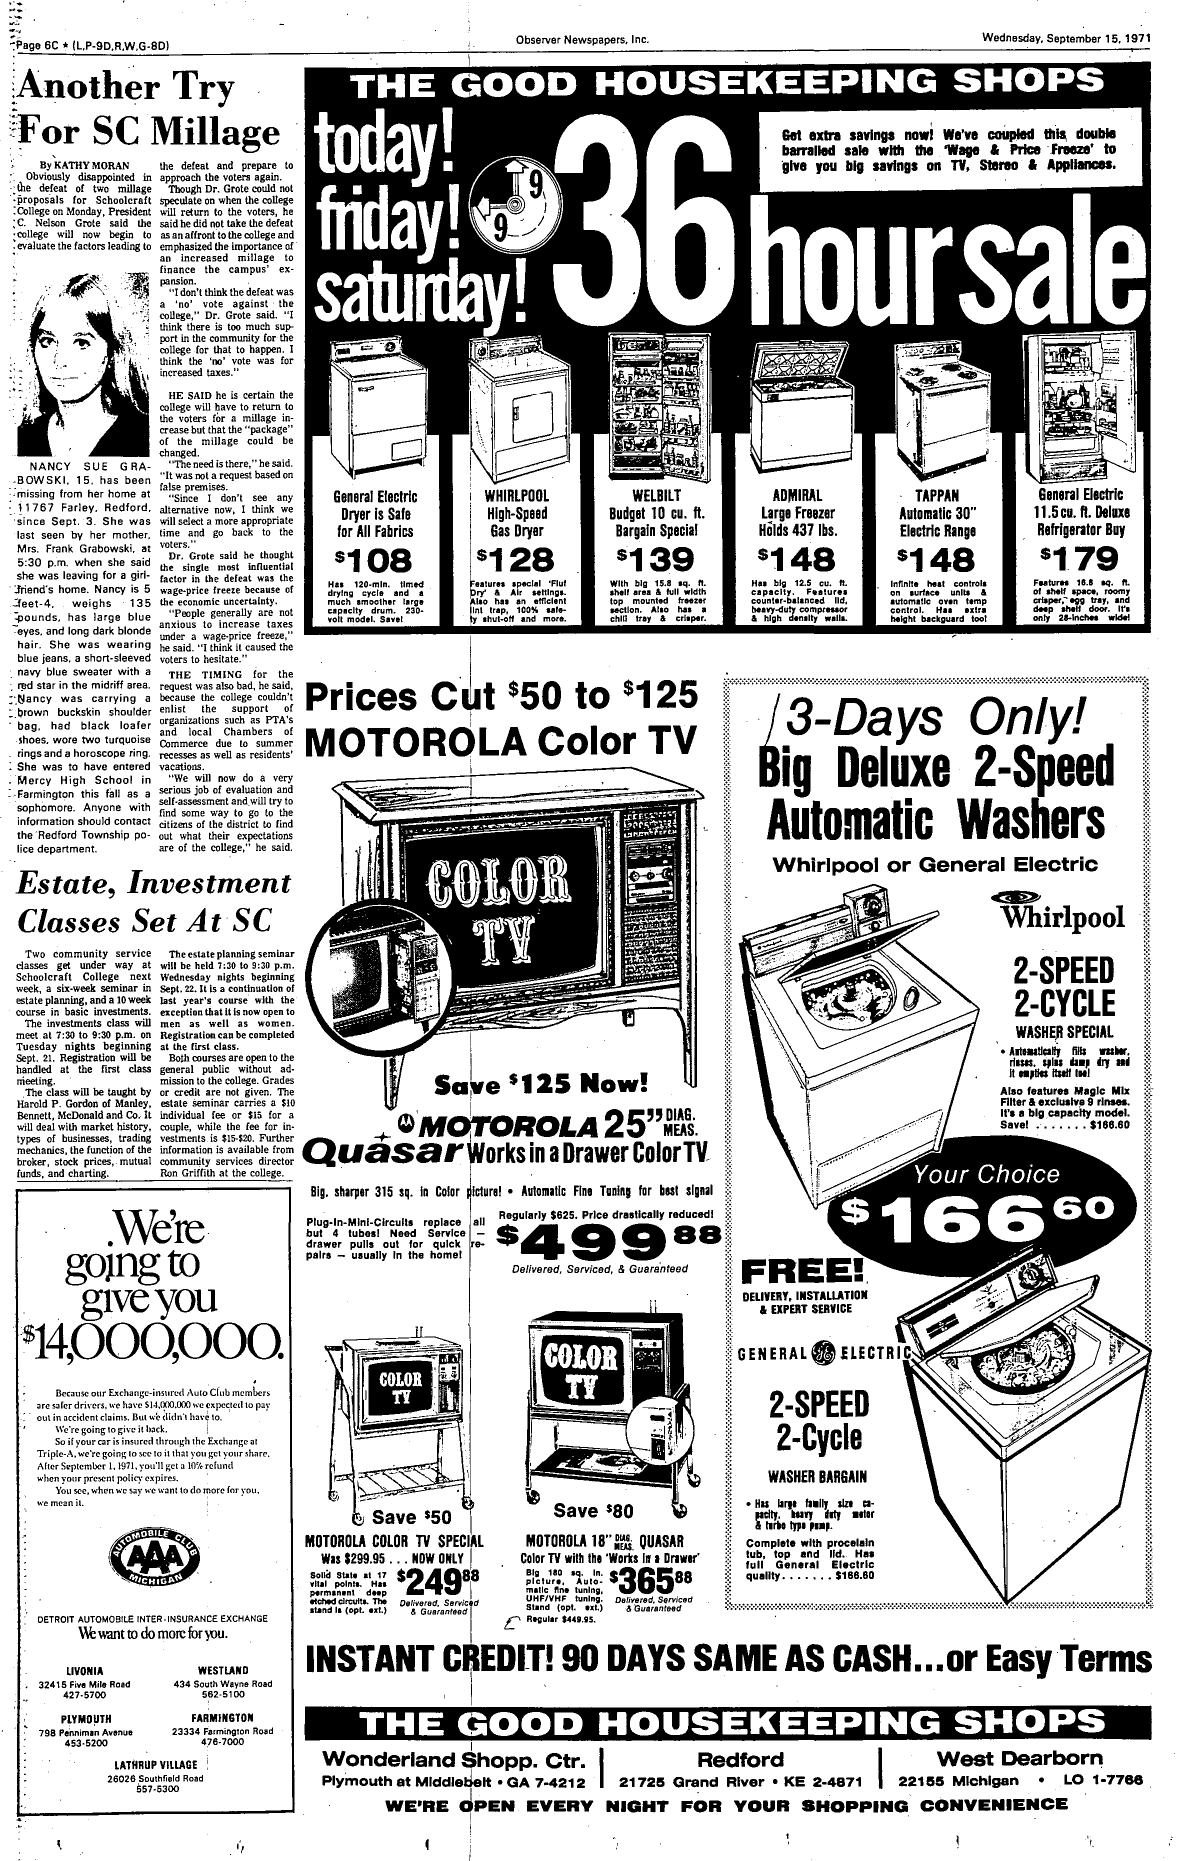 Page 6C * (L,P-9D,R,W,G-8D)
Observer Newspapers, Inc.
Wednesday, September 15, 1971
Another Try
For SC Millage
By KATHY MORAN
Obviously disappointed in
the defeat of two millage
proposals for Schoolcraft
College on Monday, President
C. Nelson Grote said the
college will now begin to
evaluate the factors leading to
the defeat and prepare to
approach the voters again.
Though Dr. Grote could not
speculate on when the college
will return to the voters, he
said he did not take the defeat
as an affront to the college and
emphasized the importance of
an increased millage to
finance the campus' ex-
pansion.
"I don't think the defeat was
a 'no' vote against the
college," Dr. Grote said. "I
think there is too much sup-
port in the community for the
college for that to happen. I
think the 'no' vote was for
increased taxes."
HE SAID he is certain the
college will have to return to
the voters for a millage in-
crease but that the "package"
of the millage could be
changed.
"The need is there," he said.
"It was not a request based on
false premises.
"Since I don't see any
alternative now, I think we
will select a more appropriate
time and go back to the
voters."
Dr. Grote said he thought
the single most influential
factor in the defeat was the
wage-price freeze because of
the economic uncertainty.
"People generally are not
anxious to increase taxes
under a wage-price freeze,"
he said. "I think it caused the
voters to hesitate."
THE TIMING for the
request was also bad, he said,
because the college couldn't
enlist the support of
organizations such as PTA's
and local Chambers of
Commerce due to summer
recesses as well as residents'
vacations.
"We will now do a very
serious job of evaluation and
self-assessment and will try to
find some way to go to the
citizens of the district to find
out what their expectations
are of the college," he said.
NANCY SUE GRA-
BOWSKI, 15, has been
missing from her home at
11767 Farley, Redford,
since Sept. 3. She was
last seen by her mother,
Mrs. Frank Grabowski, at
5:30 p.m. when she said
she was leaving for a girl-
friend's home. Nancy is 5
feet-4, weighs 135
pounds, has large blue
eyes, and long dark blonde
hair. She was wearing
blue jeans, a short-sleeved
navy blue sweater with a
red star in the midriff area.
Nancy was carrying a
brown buckskin shoulder
bag, had black loafer
shoes, wore two turquoise
rings and a horoscope ring.
She was to have entered
Mercy High School in
Farmington this fall as a
sophomore. Anyone with
information should contact
the Redford Township po-
lice department.
Estate, Investment
Classes Set At SC
Two community service
classes get under way at
Schoolcraft College next
week, a six-week seminar in
estate planning, and a 10 week
course in basic investments.
The investments class will
meet at 7:30 to 9:30 p.m. on
Tuesday nights beginning
Sept. 21. Registration will be
handled at the first class
meeting.
The class will be taught by
Harold P. Gordon of Manley,
Bennett, McDonald and Co. It
will deal with market history,
types of businesses, trading
mechanics, the function of the
broker, stock prices, mutual
funds, and charting.
The estate planning seminar
will be held 7:30 to 9:30 p.m.
Wednesday nights beginning
Sept. 22. It is a continuation of
last year's course with the
exception that it is now open to
men as well as women.
Registration can be completed
at the first class.
Both courses are open to the
general public without ad-
mission to the college. Grades
or credit are not given. The
estate seminar carries a $10
individual fee or $15 for a
couple, while the fee for in-
vestments is $15-$20. Further
information is available from
community services director
Ron Griffith at the college.
We're
going to
give you
$14,000,000.
Because our Exchange-insured Auto Club members
are safer drivers, we have $14,000,000 we expected to pay
out in accident claims. But we didn't have to.
We're going to give it back.
So if your car is insured through the Exchange at
Triple-A, we're going to see to it that you get your share.
After September 1, 1971, you'll get a 10% refund
when your present policy expires.
You see, when we say we want to do more for you,
we mean it.
AUTOMOBILE CLUB
AAA
MICHIGAN
DETROIT AUTOMOBILE INTER-INSURANCE EXCHANGE
We want to do more for you.
LIVONIA
32415 Five Mile Road
427-5700
WESTLAND
434 South Wayne Road
562-5100
PLYMOUTH
798 Penniman Avenue
453-5200
FARMINGTON
23334 Farmington Road
476-7000
LATHRUP VILLAGE
26026 Southfield Road
557-5300
THE GOOD HOUSEKEEPING SHOPS
today!
friday!
saturday!
9
9
36
hour sale
Get extra savings now! We've coupled this double
barralled sale with the 'Wage & Price Freeze' to
give you big savings on TV, Stereo & Appliances.
General Electric
Dryer is Safe
for All Fabrics
$108
Has 120-min. timed
drying cycle and a
much smoother large
capacity drum. 230-
volt model. Save!
WHIRLPOOL
High-Speed
Gas Dryer
$128
Features special 'Fluf
Dry' & Air settings.
Also has an efficient
lint trap, 100% safe-
ty shut-off and more.
WELBILT
Budget 10 cu. ft.
Bargain Special
$139
With big 15.8 sq. ft.
shelf area & full width
top mounted freezer
section. Also has a
chill tray & crisper.
ADMIRAL
Large Freezer
Holds 437 lbs.
$148
Has big 12.5 cu. ft.
capacity. Features
counter-balanced lid,
heavy-duty compressor
& high density walls.
TAPPAN
Automatic 30"
Electric Range
$148
Infinite heat controls
on surface units &
automatic oven temp
control. Has extra
height backguard too!
General Electric
11.5 cu. ft. Deluxe
Refrigerator Buy
$179
Features 16.8 sq. ft.
of shelf space, roomy
crisper, egg tray, and
deep shelf door. It's
only 28-inches wide!
Prices Cut $50 to $125
MOTOROLA Color TV
COLOR
TV
Save $125 Now!
MOTOROLA 25" DIAG. MEAS.
Quasar Works in a Drawer Color TV
Big, sharper 315 sq. in Color picture! • Automatic Fine Tuning for best signal
Plug-In-Mini-Circuits replace all
but 4 tubes! Need Service —
drawer pulls out for quick re-
pairs — usually in the home!
Regularly $625. Price drastically reduced!
$499.88
Delivered, Serviced, & Guaranteed
COLOR
TV
Save $50
MOTOROLA COLOR TV SPECIAL
Was $299.95 . . . NOW ONLY
Solid State at 17
vital points. Has
permanent deep
etched circuits. The
stand is (opt. ext.)
$249 88
Delivered, Serviced
& Guaranteed
COLOR
TV
Save $80
MOTOROLA 18" DIAG. MEAS. QUASAR
Color TV with the 'Works in a Drawer'
Big 180 sq. in.
picture, Auto-
matic fine tuning,
UHF/VHF tuning.
Stand (opt. ext.)
Regular $449.95.
$365 88
Delivered, Serviced
& Guaranteed
3-Days Only!
Big Deluxe 2-Speed
Automatic Washers
Whirlpool or General Electric
Whirlpool
2-SPEED
2-CYCLE
WASHER SPECIAL
• Automatically fills washer,
rinses, spins damp dry and
it empties itself too!
Also features Magic Mix
Filter & exclusive 9 rinses.
It's a big capacity model.
Save! . . . . . . . $166.60
Your Choice
$166 60
FREE!
DELIVERY, INSTALLATION
& EXPERT SERVICE
GENERAL GE ELECTRIC
2-SPEED
2-Cycle
WASHER BARGAIN
• Has large family size ca-
pacity, heavy duty motor
& turbo type pump.
Complete with procelain
tub, top and lid. Has
full General Electric
quality . . . . . . . $166.60
INSTANT CREDIT! 90 DAYS SAME AS CASH...or Easy Terms
THE GOOD HOUSEKEEPING SHOPS
Wonderland Shopp. Ctr.
Plymouth at Middlebelt • GA 7-4212
Redford
21725 Grand River • KE 2-4871
West Dearborn
22155 Michigan • LO 1-7766
WE'RE OPEN EVERY NIGHT FOR YOUR SHOPPING CONVENIENCE